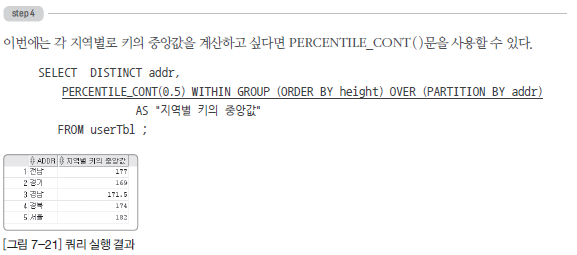 step 4
이번에는 각 지역별로 키의 중앙값을 계산하고 싶다면 PERCENTILE_CONT( )문을 사용할 수 있다.
SELECT DISTINCT addr,
PERCENTILE_CONT(0.5) WITHIN GROUP (ORDER BY height) OVER (PARTITION BY addr)
AS "지역별 키의 중앙값"
FROM userTbl ;
ADDR 지역별 키의 중앙값
1 전남 177
2 경기 169
3 경남 171.5
4 경북 174
5 서울 182
[그림 7-21] 쿼리 실행 결과